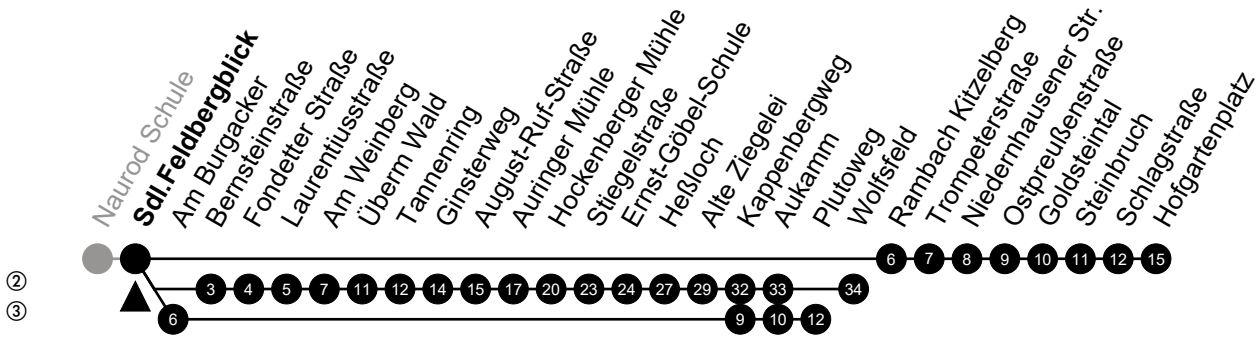 Naurod Schule
Sdl.Feldbergblick
Am Burgacker
Bernsteinstraße
Fondetter Straße
Laurentiusstraße
Am Weinberg
Überm Wald
Tannenring
Ginsterweg
August-Ruf-Straße
Auringer Mühle
Hockenberger Mühle
Stiegelstraße
Ernst-Göbel-Schule
Heßloch
Alte Ziegelei
Kappenbergweg
Aukamm
Plutoweg
Wolfsfeld
Rambach Kitzelberg
Trompeterstraße
Niedernhausener Str.
Ostpreußenstraße
Goldsteintal
Steinbruch
Schlagstraße
Hofgartenplatz
6 7 8 9 10 11 12 15
② 3 4 5 7 11 12 14 15 17 20 23 24 27 29 32 33 34
③ 6 9 10 12